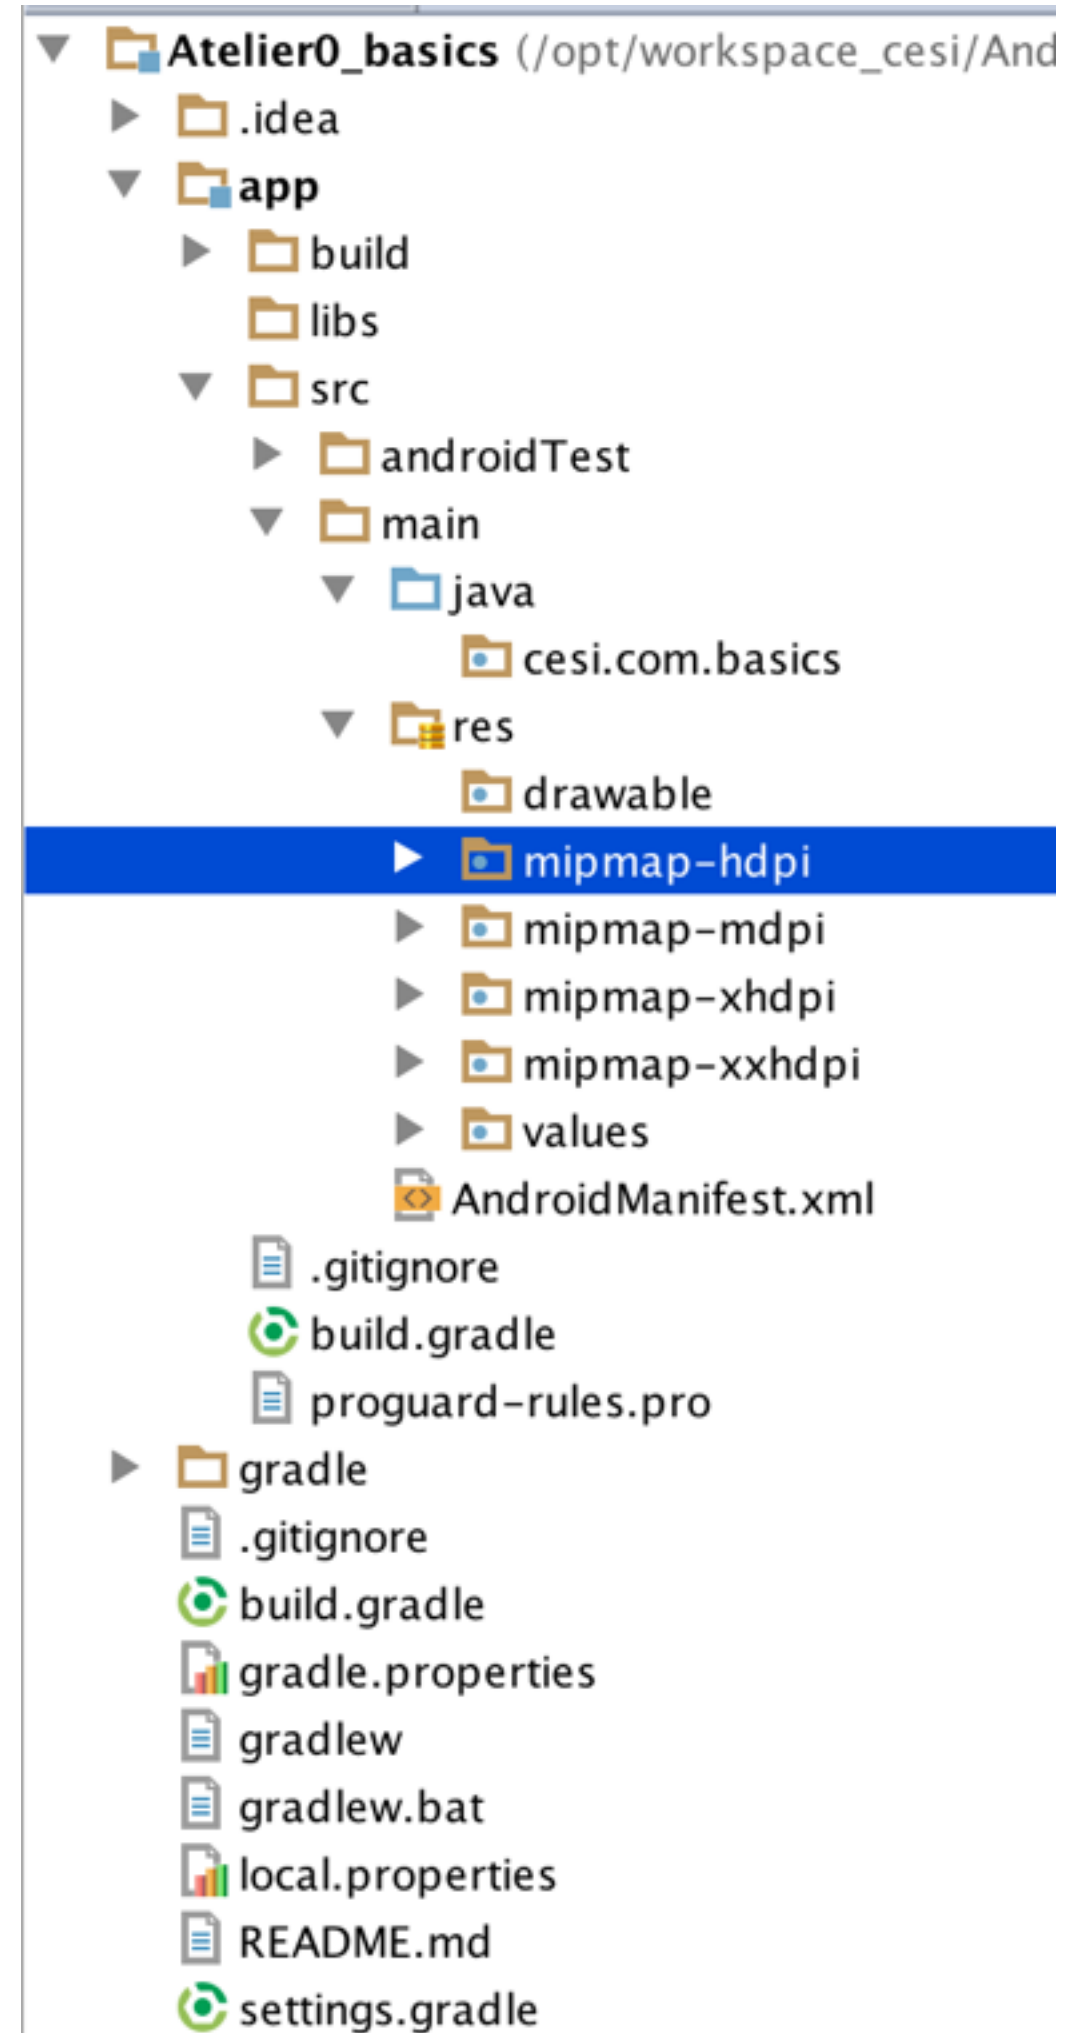 Atelier0_basics (/opt/workspace_cesi/And
.idea
app
build
libs
src
androidTest
main
java
cesi.com.basics
res
drawable
mipmap-hdpi
mipmap-mdpi
mipmap-xhdpi
mipmap-xxhdpi
values
AndroidManifest.xml
.gitignore
build.gradle
proguard-rules.pro
gradle
.gitignore
build.gradle
gradle.properties
gradlew
gradlew.bat
local.properties
README.md
settings.gradle